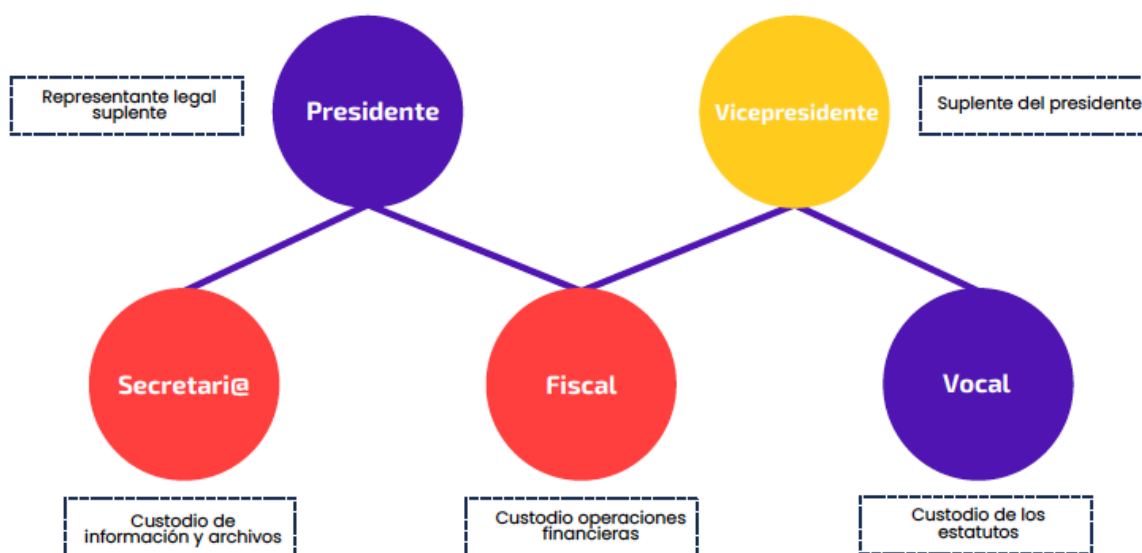 Representante legal
suplente
Presidente
Vicepresidente
Suplente del presidente
Secretari@
Fiscal
Vocal
Custodio de
información y archivos
Custodio operaciones
financieras
Custodio de los
estatutos